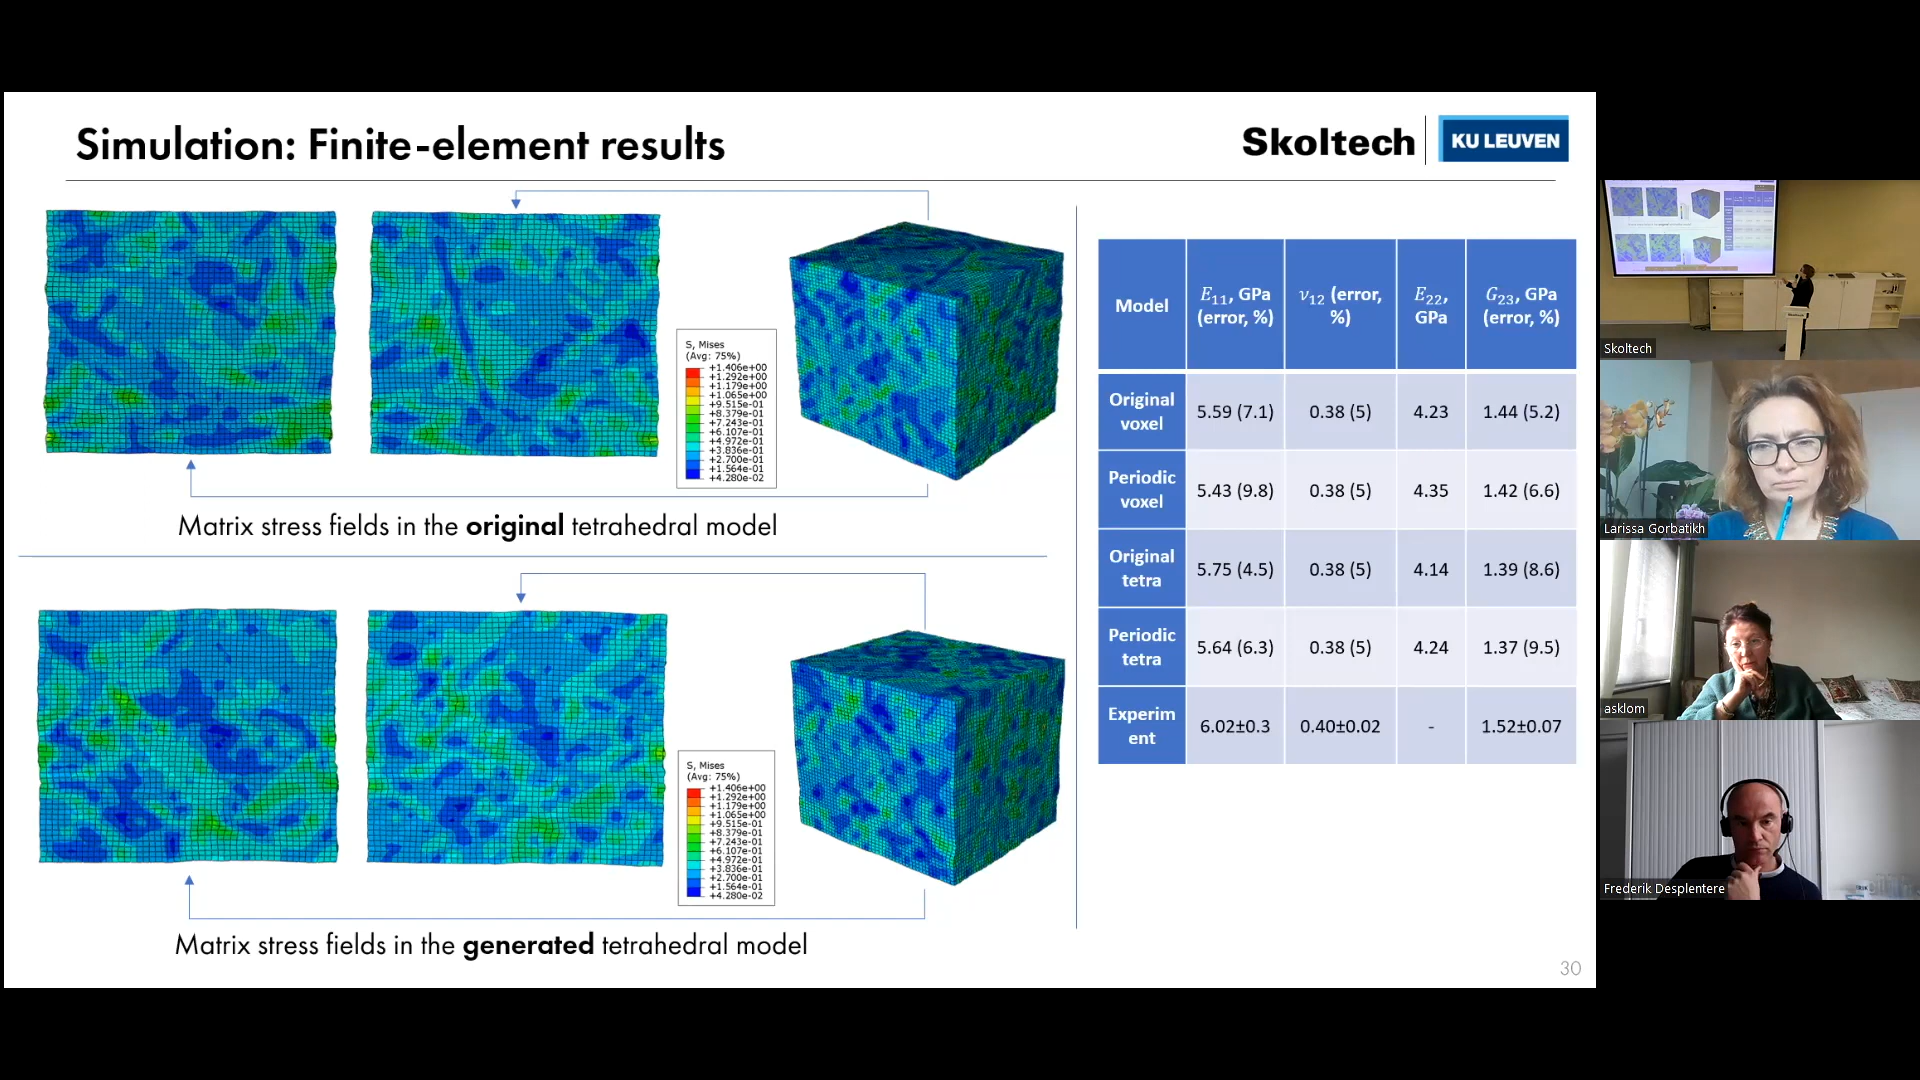 Simulation: Finite-element results
Skoltech
KU LEUVEN
S, Mises
(Avg: 75%)
+1.406e+00
+1.292e+00
+1.179e+00
+1.065e+00
+9.515e-01
+8.379e-01
+7.243e-01
+6.107e-01
+4.972e-01
+3.836e-01
+2.700e-01
+1.564e-01
+4.280e-02
Matrix stress fields in the original tetrahedral model
S, Mises
(Avg: 75%)
+1.406e+00
+1.292e+00
+1.179e+00
+1.065e+00
+9.515e-01
+8.379e-01
+7.243e-01
+6.107e-01
+4.972e-01
+3.836e-01
+2.700e-01
+1.564e-01
+4.280e-02
Matrix stress fields in the generated tetrahedral model
Model
E₁₁, GPa
(error, %)
ν₁₂ (error,
%)
E₂₂,
GPa
G₂₃, GPa
(error, %)
Original
voxel
5.59 (7.1)
0.38 (5)
4.23
1.44 (5.2)
Periodic
voxel
5.43 (9.8)
0.38 (5)
4.35
1.42 (6.6)
Original
tetra
5.75 (4.5)
0.38 (5)
4.14
1.39 (8.6)
Periodic
tetra
5.64 (6.3)
0.38 (5)
4.24
1.37 (9.5)
Experim
ent
6.02±0.3
0.40±0.02
-
1.52±0.07
30
Skoltech
Larissa Gorbatikh
asklom
Frederik Desplentere